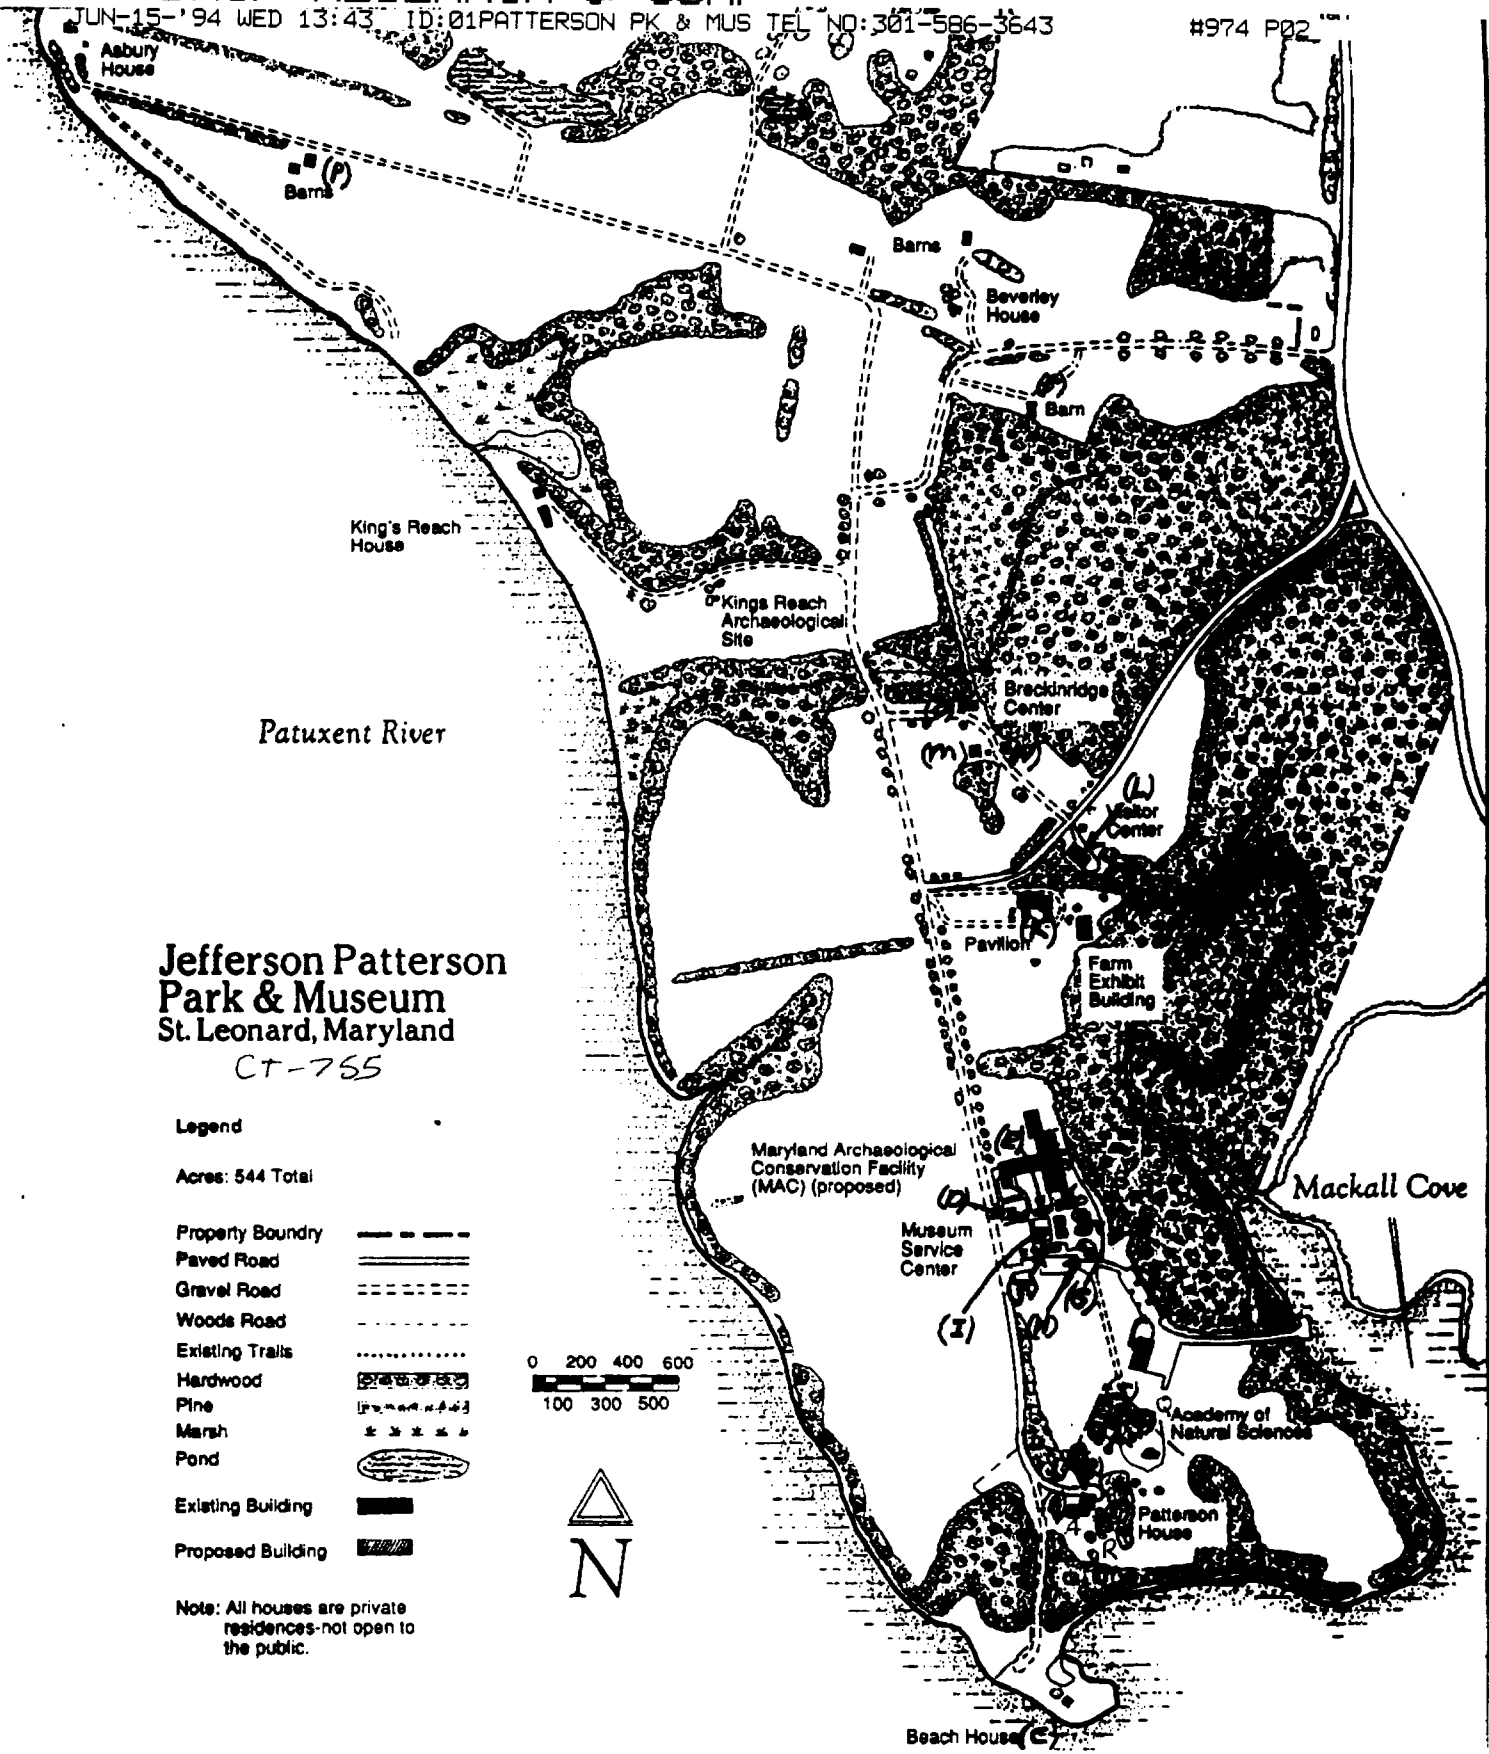 JUN-15-'94 WED 13:43 ID:01PATTERSON PK & MUS TEL NO:301-586-3643 #974 P02
Asbury
House
(P)
Barns
Barns
Beverley
House
Barn
King's Reach
House
Kings Reach
Archaeological
Site
Breckinridge
Center
Patuxent River
(M)
(L)
Visitor
Center
(K)
Pavilion
Farm
Exhibit
Building
Jefferson Patterson
Park & Museum
St. Leonard, Maryland
CT-755
Legend
Acres: 544 Total
Property Boundry
Paved Road
Gravel Road
Woods Road
Existing Trails
Hardwood
Pine
Marsh
Pond
Existing Building
Proposed Building
Note: All houses are private
residences-not open to
the public.
0 200 400 600
100 300 500
N
Maryland Archaeological
Conservation Facility
(MAC) (proposed)
(E)
(D)
Museum
Service
Center
(I)
(H)
(G)
Mackall Cove
Academy of
Natural Sciences
Patterson
House
A
R
Beach House (C)